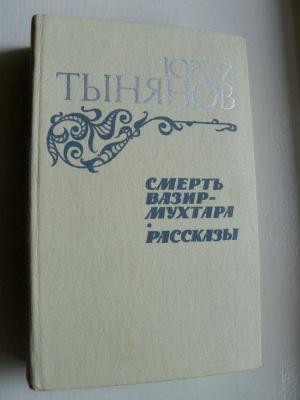 ЮРИЙ
ТЫНЯНОВ
СМЕРТЬ
ВАЗИР-
МУХТАРА
•
РАССКАЗЫ